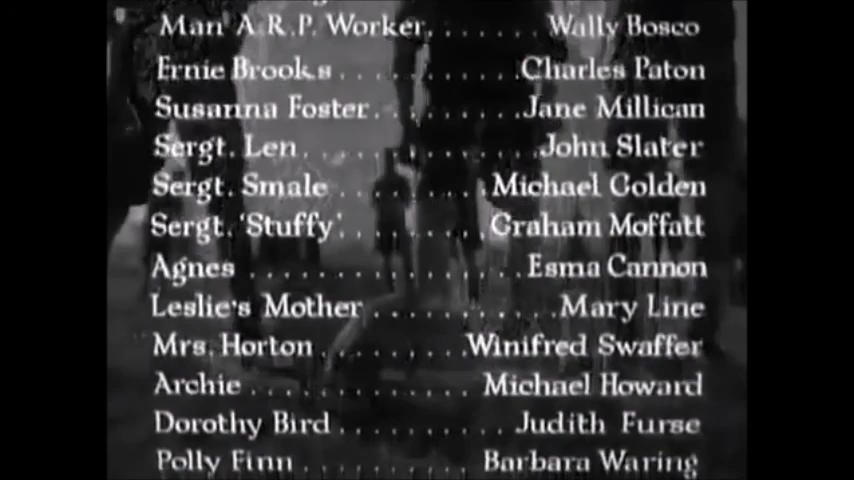 Man A.R.P. Worker. . . . . . . Wally Bosco
Ernie Brooks. . . . . . . . . . . .Charles Paton
Susanna Foster. . . . . . . . . .Jane Millican
Sergt. Len. . . . . . . . . . . . . . .John Slater
Sergt. Smale . . . . . . . . .Michael Golden
Sergt. 'Stuffy'. . . . . . . . .Graham Moffatt
Agnes . . . . . . . . . . . . . . . . .Esma Cannon
Leslie's Mother . . . . . . . . . . .Mary Line
Mrs. Horton. . . . . . . . .Winifred Swaffer
Archie . . . . . . . . . . . . . Michael Howard
Dorothy Bird . . . . . . . . . . Judith Furse
Polly Finn . . . . . . . . . . . Barbara Waring